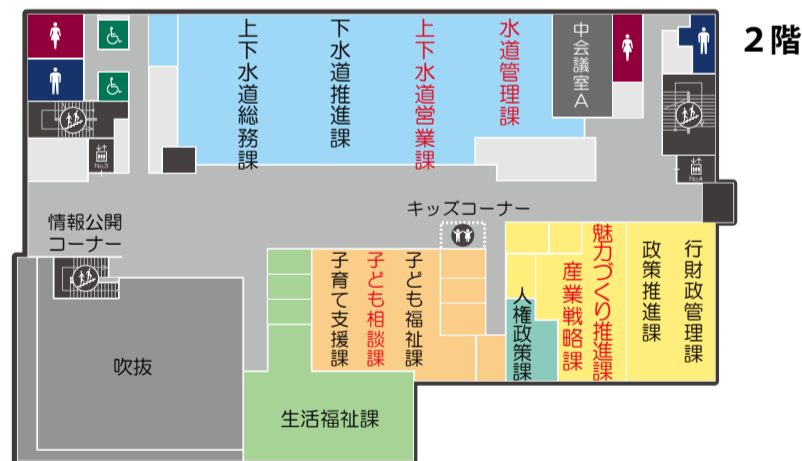 2階
上下水道総務課
下水道推進課
上下水道営業課
水道管理課
中会議室A
No.3
No.4
情報公開
コーナー
キッズコーナー
子育て支援課
子ども相談課
子ども福祉課
人権政策課
産業戦略課
魅力づくり推進課
政策推進課
行財政管理課
吹抜
生活福祉課